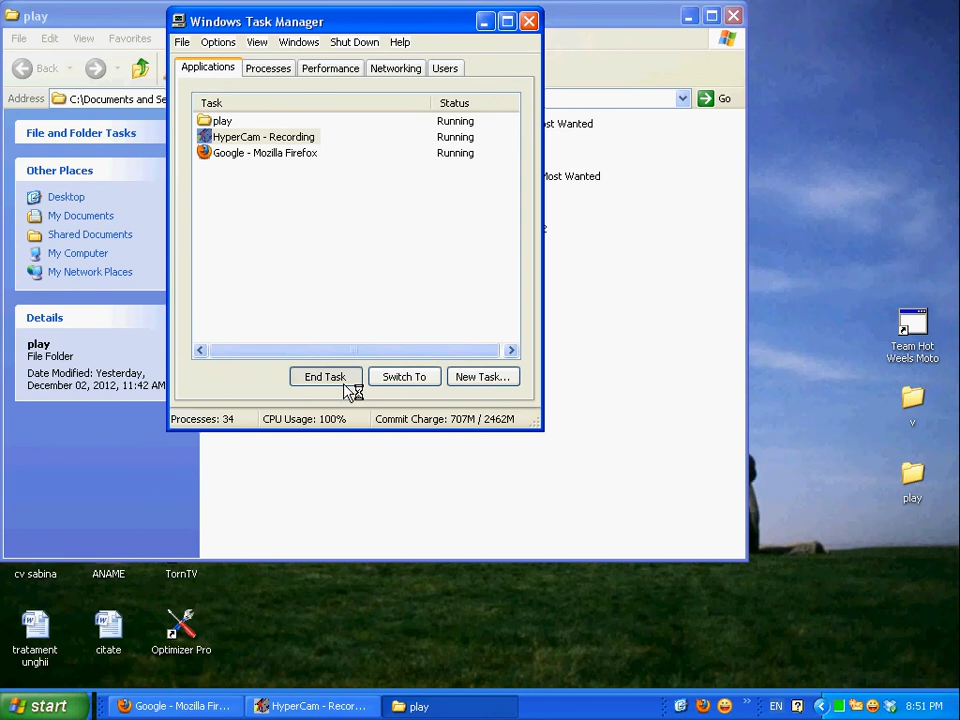 play
File Edit View Favorites
Back
Address C:\Documents and Se
Go
File and Folder Tasks
Other Places
Desktop
My Documents
Shared Documents
My Computer
My Network Places
Details
play
File Folder
Date Modified: Yesterday,
December 02, 2012, 11:42 AM
Windows Task Manager
File Options View Windows Shut Down Help
Applications Processes Performance Networking Users
Task Status
play Running
HyperCam - Recording Running
Google - Mozilla Firefox Running
End Task Switch To New Task...
Processes: 34 CPU Usage: 100% Commit Charge: 707M / 2462M
ost Wanted
Most Wanted
2
Team Hot
Weels Moto
v
play
cv sabina ANAME TornTV
tratament
unghii
citate
Optimizer Pro
start Google - Mozilla Fir... HyperCam - Recor... play EN 8:51 PM